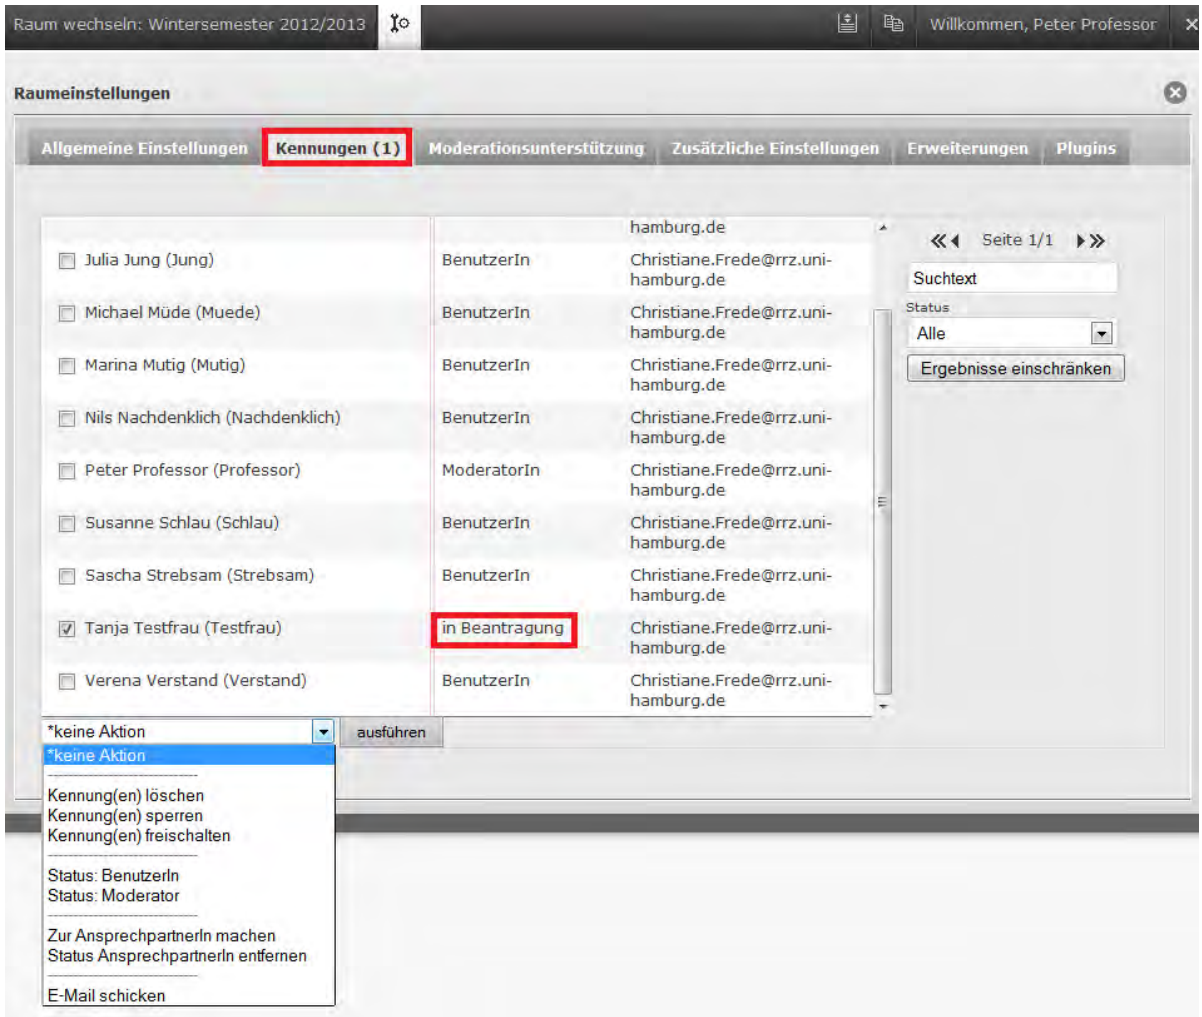 Raum wechseln: Wintersemester 2012/2013
Willkommen, Peter Professor
Raumeinstellungen
Allgemeine Einstellungen Kennungen (1) Moderationsunterstützung Zusätzliche Einstellungen Erweiterungen Plugins
hamburg.de
Julia Jung (Jung) BenutzerIn Christiane.Frede@rrz.uni-
hamburg.de
Michael Müde (Muede) BenutzerIn Christiane.Frede@rrz.uni-
hamburg.de
Marina Mutig (Mutig) BenutzerIn Christiane.Frede@rrz.uni-
hamburg.de
Nils Nachdenklich (Nachdenklich) BenutzerIn Christiane.Frede@rrz.uni-
hamburg.de
Peter Professor (Professor) ModeratorIn Christiane.Frede@rrz.uni-
hamburg.de
Susanne Schlau (Schlau) BenutzerIn Christiane.Frede@rrz.uni-
hamburg.de
Sascha Strebsam (Strebsam) BenutzerIn Christiane.Frede@rrz.uni-
hamburg.de
Tanja Testfrau (Testfrau) in Beantragung Christiane.Frede@rrz.uni-
hamburg.de
Verena Verstand (Verstand) BenutzerIn Christiane.Frede@rrz.uni-
hamburg.de
Seite 1/1
Suchtext
Status
Alle
Ergebnisse einschränken
*keine Aktion ausführen
*keine Aktion
------------------------------
Kennung(en) löschen
Kennung(en) sperren
Kennung(en) freischalten
------------------------------
Status: BenutzerIn
Status: Moderator
------------------------------
Zur AnsprechpartnerIn machen
Status AnsprechpartnerIn entfernen
------------------------------
E-Mail schicken